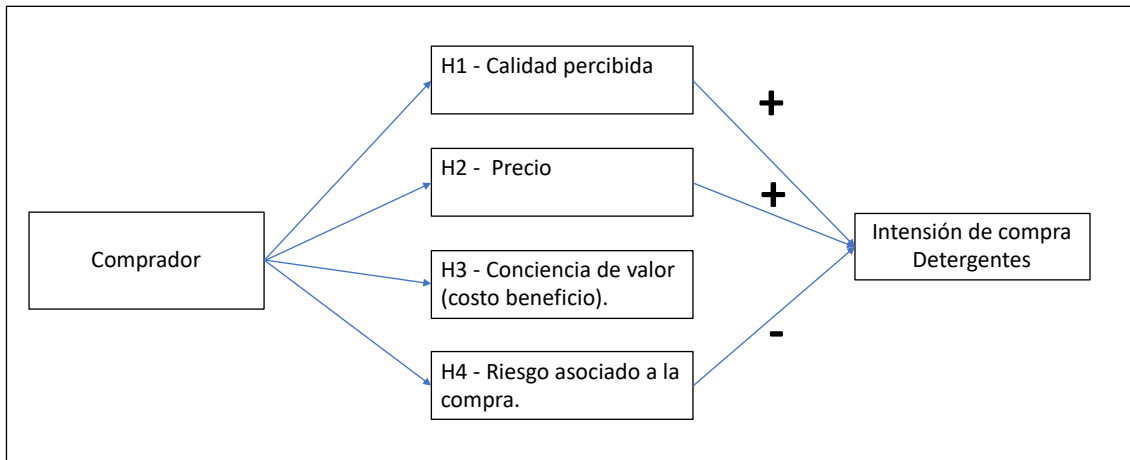 H1 - Calidad percibida
+
H2 - Precio
+
Comprador
Intensión de compra
Detergentes
H3 - Conciencia de valor
(costo beneficio).
-
H4 - Riesgo asociado a la
compra.